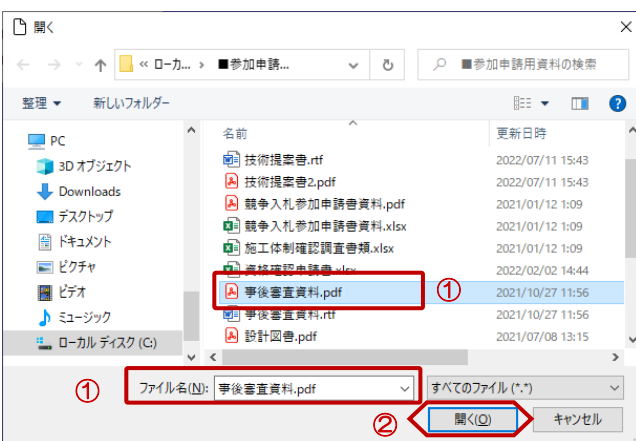 開く
« ローカ... › ■参加申請... ■参加申請用資料の検索
整理 新しいフォルダー
PC
3D オブジェクト
Downloads
デスクトップ
ドキュメント
ピクチャ
ビデオ
ミュージック
ローカル ディスク (C:)
名前 更新日時
技術提案書.rtf 2022/07/11 15:43
技術提案書2.pdf 2022/07/11 15:43
競争入札参加申請書資料.pdf 2021/01/12 1:09
競争入札参加申請書資料.xlsx 2021/01/12 1:09
施工体制確認調査書類.xlsx 2021/01/12 1:09
資格確認申請書.xlsx 2022/02/02 14:44
事後審査資料.pdf ① 2021/10/27 11:56
事後審査資料.rtf 2021/10/27 11:56
設計図書.pdf 2021/07/08 13:15
① ファイル名(N): 事後審査資料.pdf すべてのファイル (*.*)
② 開く(O) キャンセル